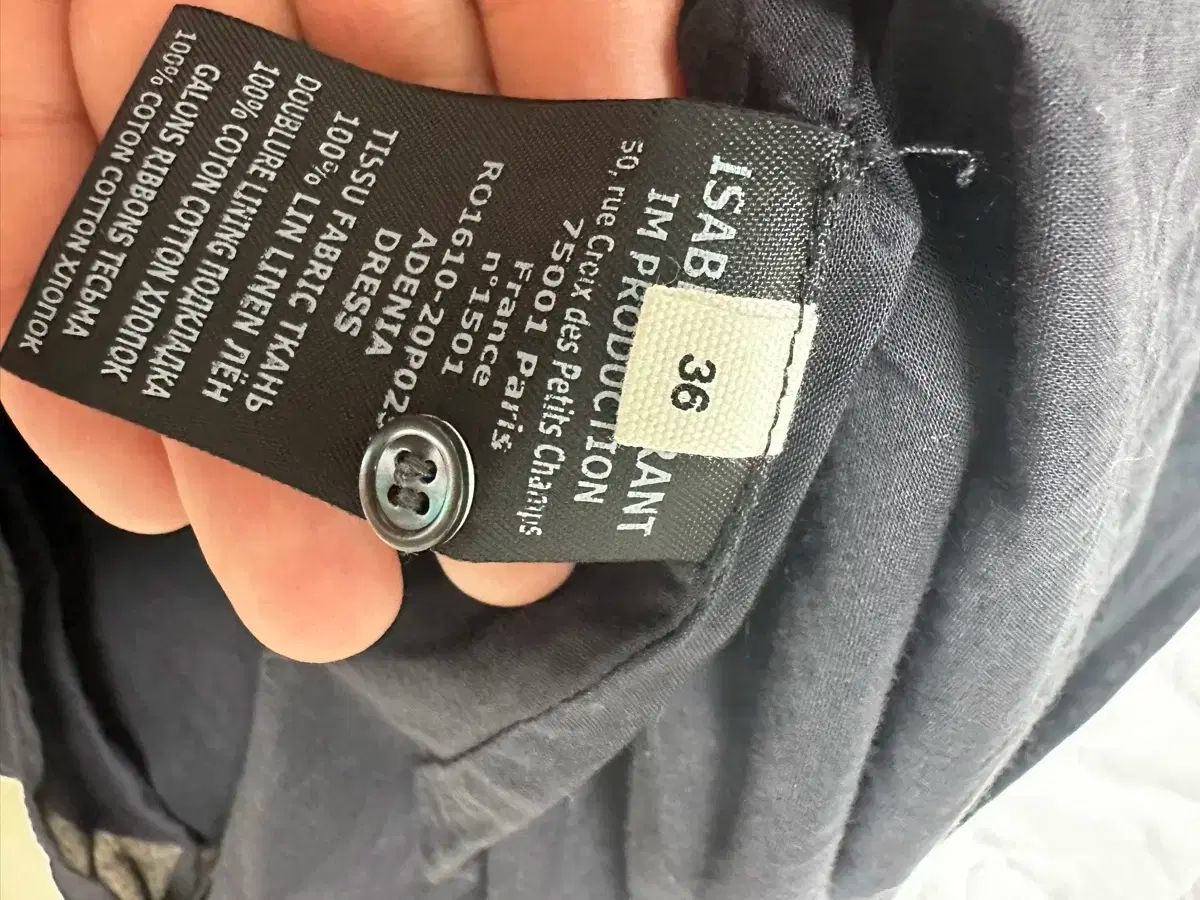 ISAB RANT
IM PRODUCTION
50, rue Croix des Petits Champs
75001 Paris
France
n°1501
RO1610-20P02
ADENIA
DRESS
TISSU FABRIC ТКАНЬ
100% LIN LINEN ЛЁН
DOUBLURE LINING ПОДКЛАДКА
100% COTON COTTON ХЛОПОК
GALONS RIBBONS ТЕСЬМА
100% COTON COTTON ХЛОПОК
36